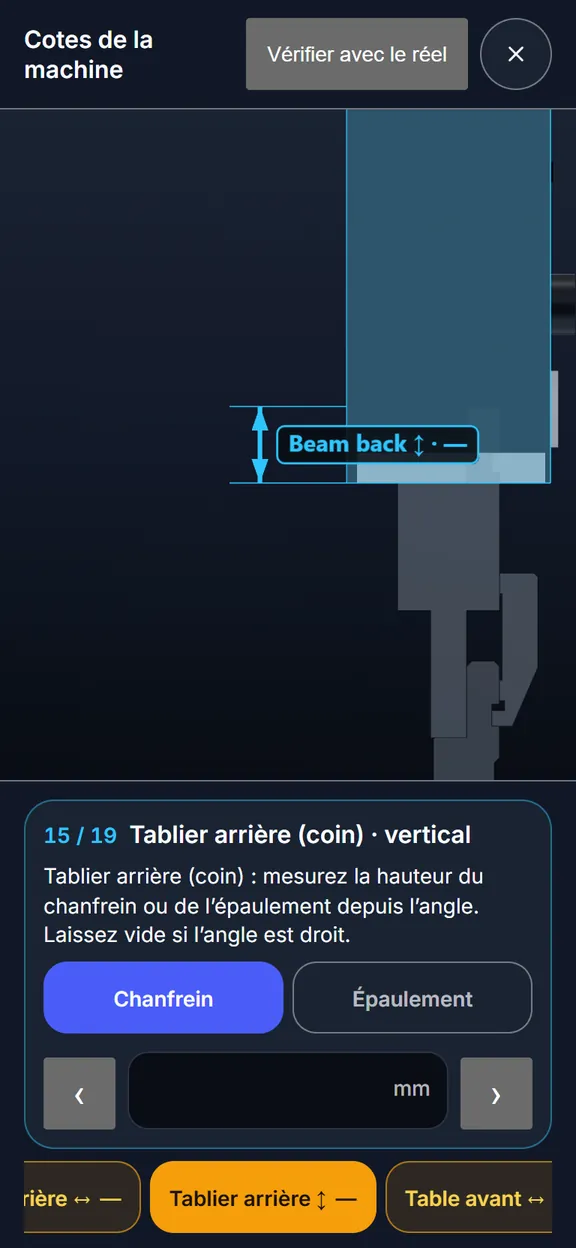 Cotes de la
machine
Vérifier avec le réel
×
Beam back ↕ · —
15 / 19 Tablier arrière (coin) · vertical
Tablier arrière (coin) : mesurez la hauteur du
chanfrein ou de l’épaulement depuis l’angle.
Laissez vide si l’angle est droit.
Chanfrein
Épaulement
‹
mm
›
rière ↔ —
Tablier arrière ↕ —
Table avant ↔